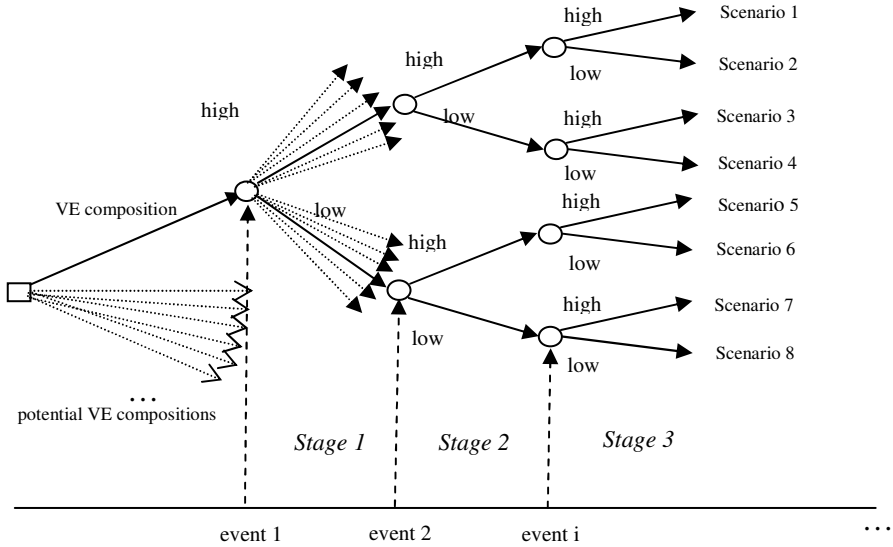 high
Scenario 1
high
low
Scenario 2
high
low
high
Scenario 3
low
Scenario 4
VE composition
low
high
Scenario 5
high
low
Scenario 6
high
Scenario 7
low
low
Scenario 8
...
potential VE compositions
Stage 1
Stage 2
Stage 3
event 1
event 2
event i
...